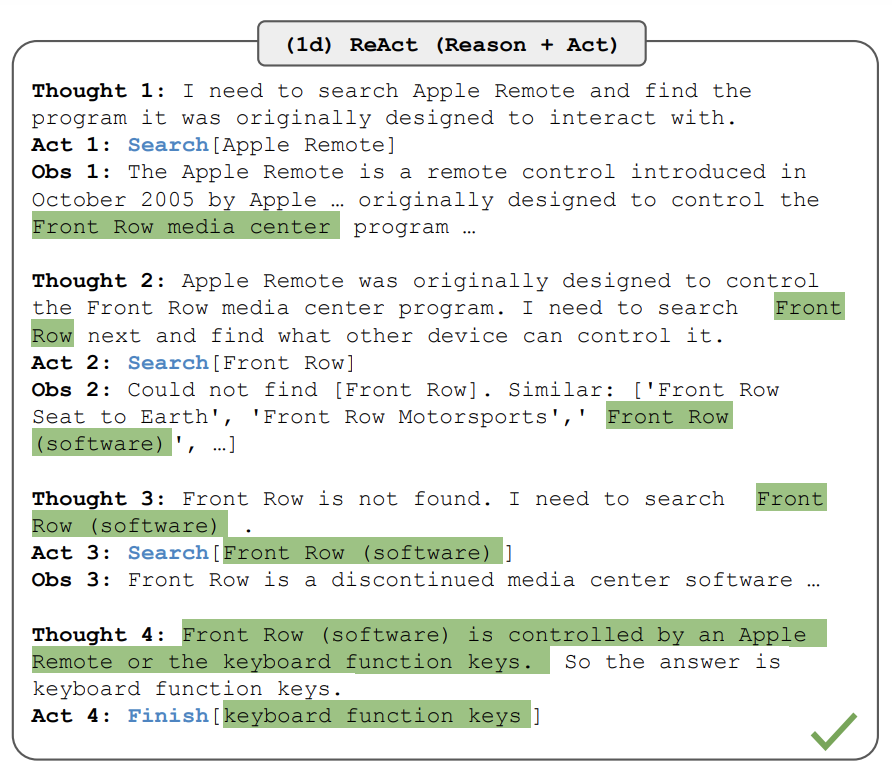 (1d) ReAct (Reason + Act)
Thought 1: I need to search Apple Remote and find the
program it was originally designed to interact with.
Act 1: Search[Apple Remote]
Obs 1: The Apple Remote is a remote control introduced in
October 2005 by Apple … originally designed to control the
Front Row media center program …
Thought 2: Apple Remote was originally designed to control
the Front Row media center program. I need to search Front
Row next and find what other device can control it.
Act 2: Search[Front Row]
Obs 2: Could not find [Front Row]. Similar: ['Front Row
Seat to Earth', 'Front Row Motorsports',' Front Row
(software)', …]
Thought 3: Front Row is not found. I need to search Front
Row (software) .
Act 3: Search[Front Row (software) ]
Obs 3: Front Row is a discontinued media center software …
Thought 4: Front Row (software) is controlled by an Apple
Remote or the keyboard function keys. So the answer is
keyboard function keys.
Act 4: Finish[keyboard function keys ]